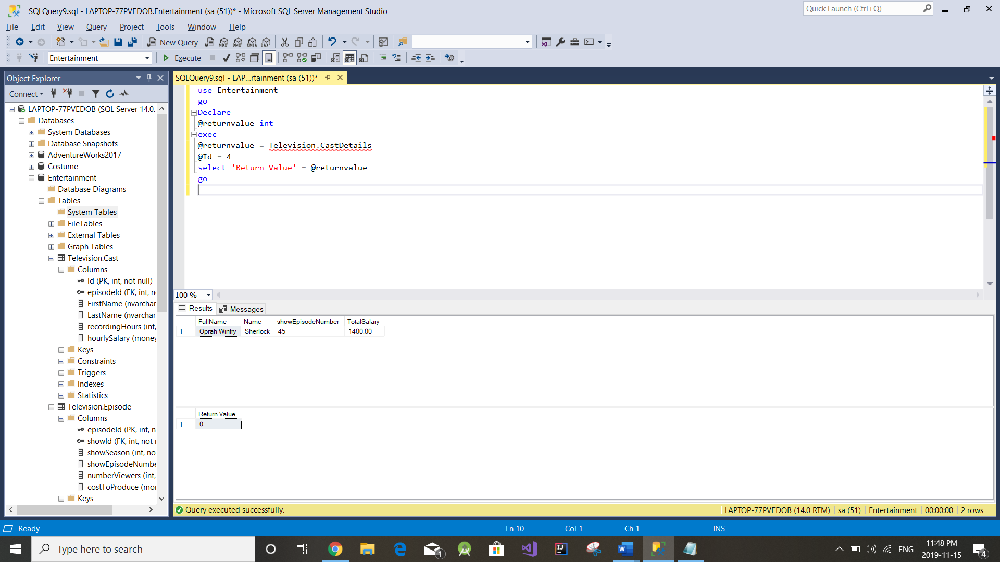 SQLQuery9.sql - LAPTOP-77PVEDOB.Entertainment (sa (51))* - Microsoft SQL Server Management Studio
Quick Launch (Ctrl+Q)
File Edit View Query Project Tools Window Help
New Query
MDX DMX XMLA DAX
Entertainment
Execute
Object Explorer
Connect
LAPTOP-77PVEDOB (SQL Server 14.0.
Databases
System Databases
Database Snapshots
AdventureWorks2017
Costume
Entertainment
Database Diagrams
Tables
System Tables
FileTables
External Tables
Graph Tables
Television.Cast
Columns
Id (PK, int, not null)
episodeId (FK, int, n
FirstName (nvarchar
LastName (nvarchar
recordingHours (int,
hourlySalary (money
Keys
Constraints
Triggers
Indexes
Statistics
Television.Episode
Columns
episodeId (PK, int, n
showId (FK, int, not
showSeason (int, no
showEpisodeNumbe
numberViewers (int,
costToProduce (mo
Keys
SQLQuery9.sql - LAP...rtainment (sa (51))*
use Entertainment
go
Declare
@returnvalue int
exec
@returnvalue = Television.CastDetails
@Id = 4
select 'Return Value' = @returnvalue
go
100 %
Results Messages
FullName Name showEpisodeNumber TotalSalary
1 Oprah Winfry Sherlock 45 1400.00
Return Value
1 0
Query executed successfully.
LAPTOP-77PVEDOB (14.0 RTM) sa (51) Entertainment 00:00:00 2 rows
Ready
Ln 10 Col 1 Ch 1 INS
Type here to search
1
IJ
W
ENG
11:48 PM
2019-11-15
4